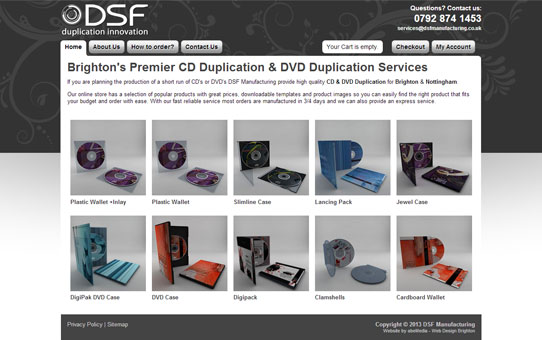 DSF
duplication innovation
Questions? Contact us:
0792 874 1453
services@dsfmanufacturing.co.uk
Home
About Us
How to order?
Contact Us
Your Cart is empty
Checkout
My Account
Brighton's Premier CD Duplication & DVD Duplication Services
If you are planning the production of a short run of CD's or DVD's DSF Manufacturing provide high quality CD & DVD Duplication for Brighton & Nottingham
Our online store has a selection of popular products with great prices, downloadable templates and product images so you can easily find the right product that fits
your budget and order with ease. With our fast reliable service most orders are manufactured in 3/4 days and we can also provide an express service.
Plastic Wallet +Inlay
Plastic Wallet
Slimline Case
Lancing Pack
Jewel Case
DigiPak DVD Case
DVD Case
Digipack
Clamshells
Cardboard Wallet
Privacy Policy | Sitemap
Copyright © 2013 DSF Manufacturing
Website by abeMedia - Web Design Brighton